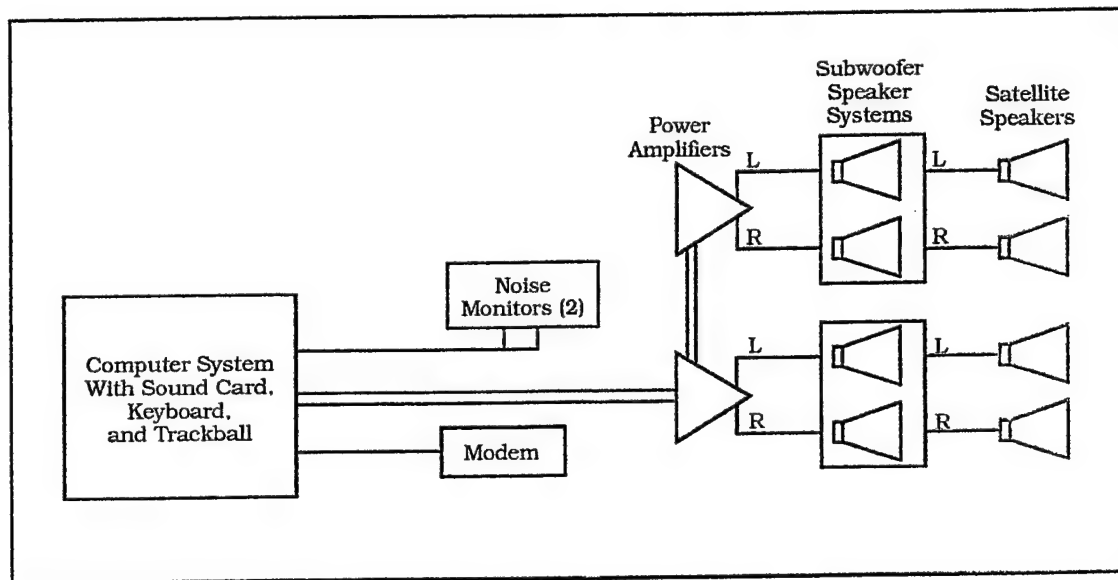 Subwoofer
Speaker
Systems
Satellite
Speakers
Power
Amplifiers
L
L
R
R
Noise
Monitors (2)
Computer System
With Sound Card,
Keyboard,
and Trackball
L
L
R
R
Modem